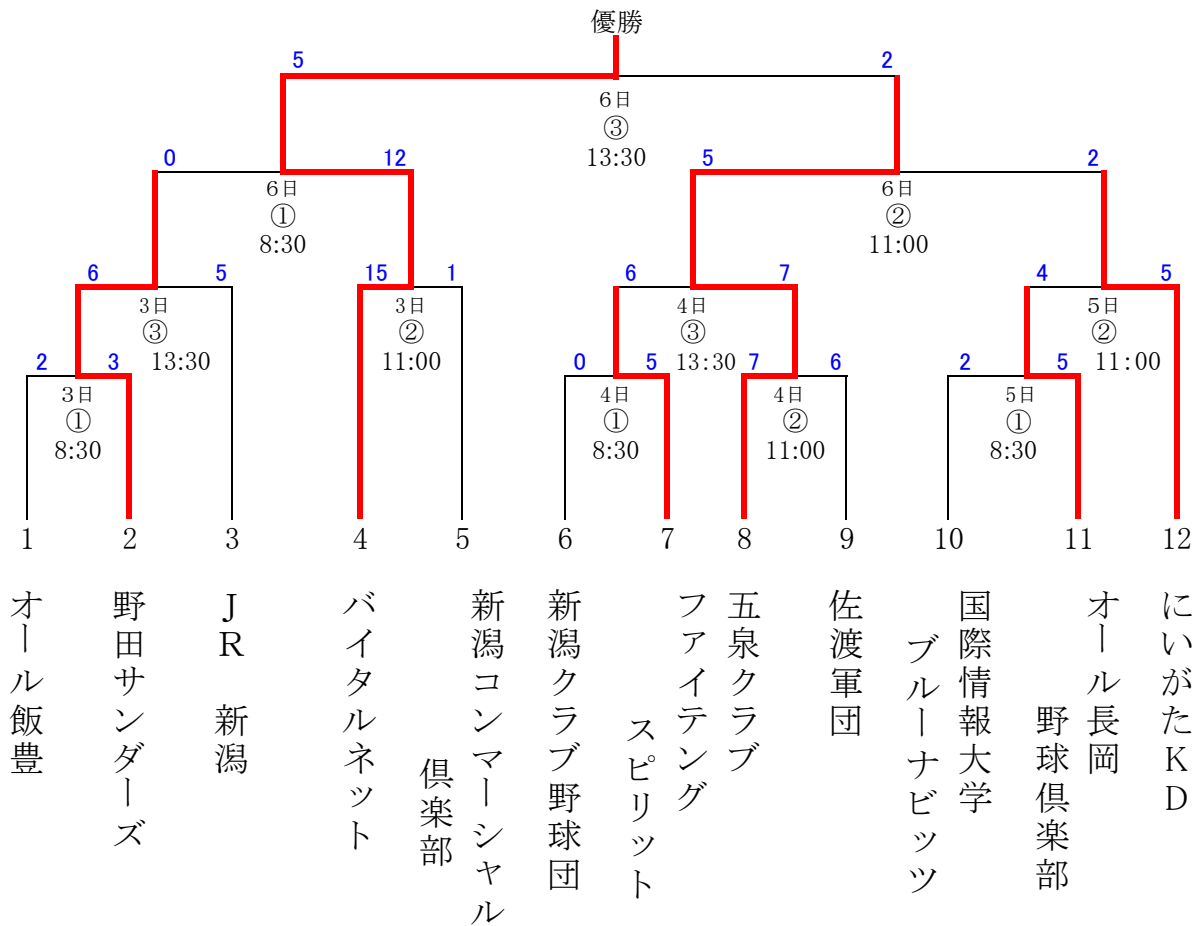 優勝
5
2
6日
③
13:30
0
12
5
2
6日
①
8:30
6日
②
11:00
6
5
15
1
6
7
4
5
3日
③
13:30
3日
②
11:00
4日
③
13:30
5日
②
11:00
2
3
0
5
7
6
2
5
3日
①
8:30
4日
①
8:30
4日
②
11:00
5日
①
8:30
1
2
3
4
5
6
7
8
9
10
11
12
オール飯豊
野田サンダーズ
JR 新潟
バイタルネット
新潟コンマーシャル
倶楽部
新潟クラブ野球団
ファイテング
スピリット
五泉クラブ
佐渡軍団
国際情報大学
ブルーナビッツ
オール長岡
野球倶楽部
にいがたKD